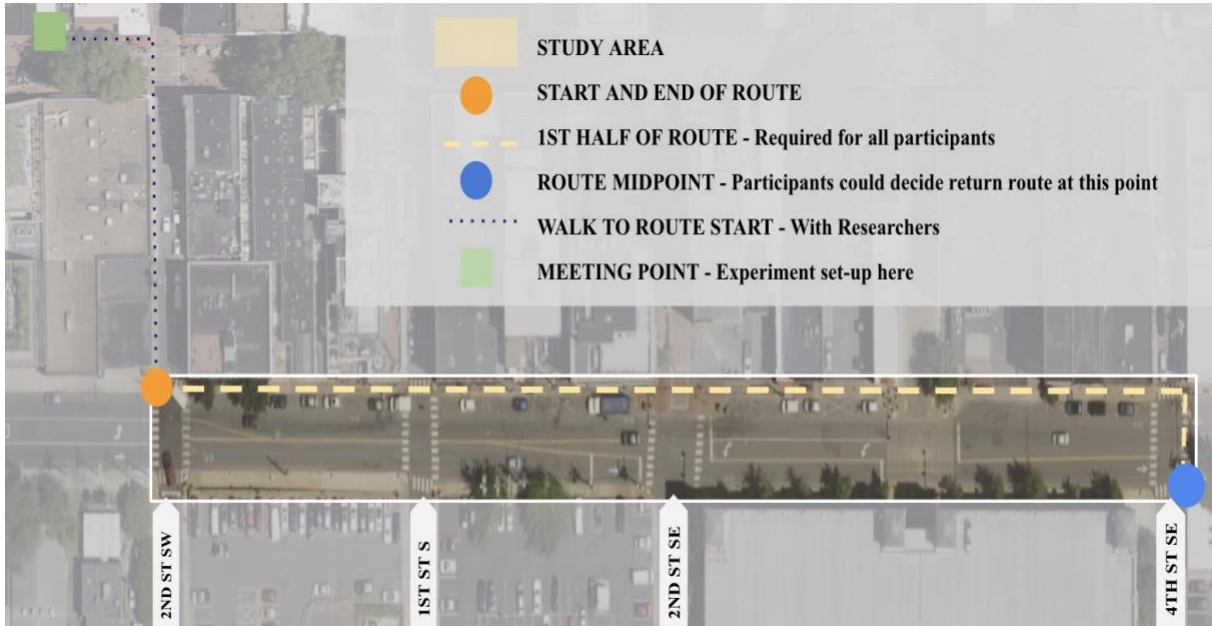 STUDY AREA
START AND END OF ROUTE
1ST HALF OF ROUTE - Required for all participants
ROUTE MIDPOINT - Participants could decide return route at this point
WALK TO ROUTE START - With Researchers
MEETING POINT - Experiment set-up here
2ND ST SW
1ST ST S
2ND ST SE
4TH ST SE